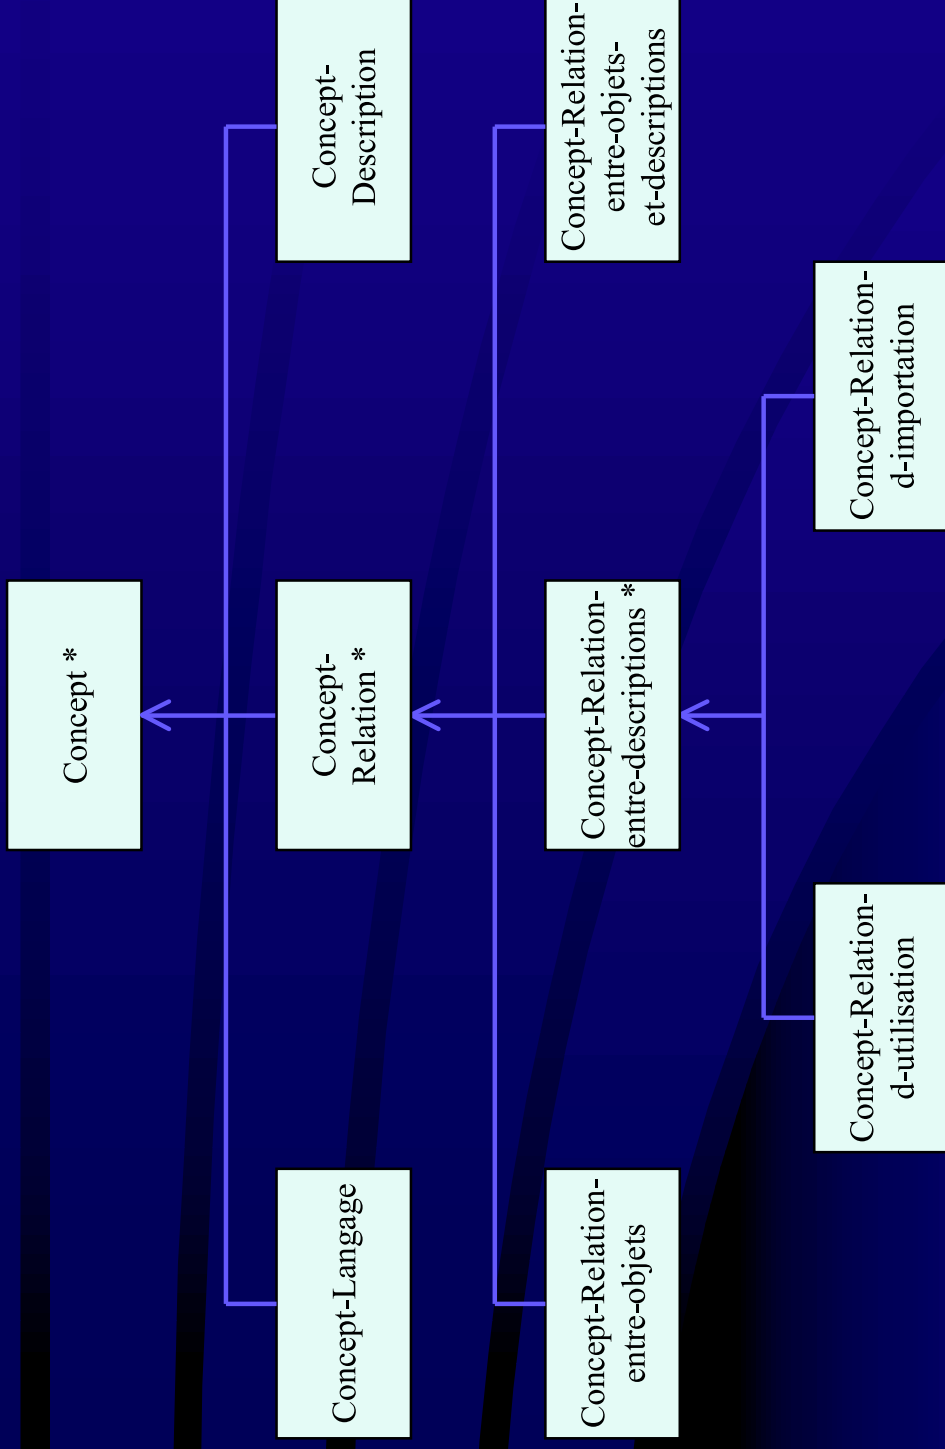 Concept *
Concept-Langage
Concept-
Relation *
Concept-
Description
Concept-Relation-
entre-objets
Concept-Relation-
entre-descriptions *
Concept-Relation-
entre-objets-
et-descriptions
Concept-Relation-
d-utilisation
Concept-Relation-
d-importation